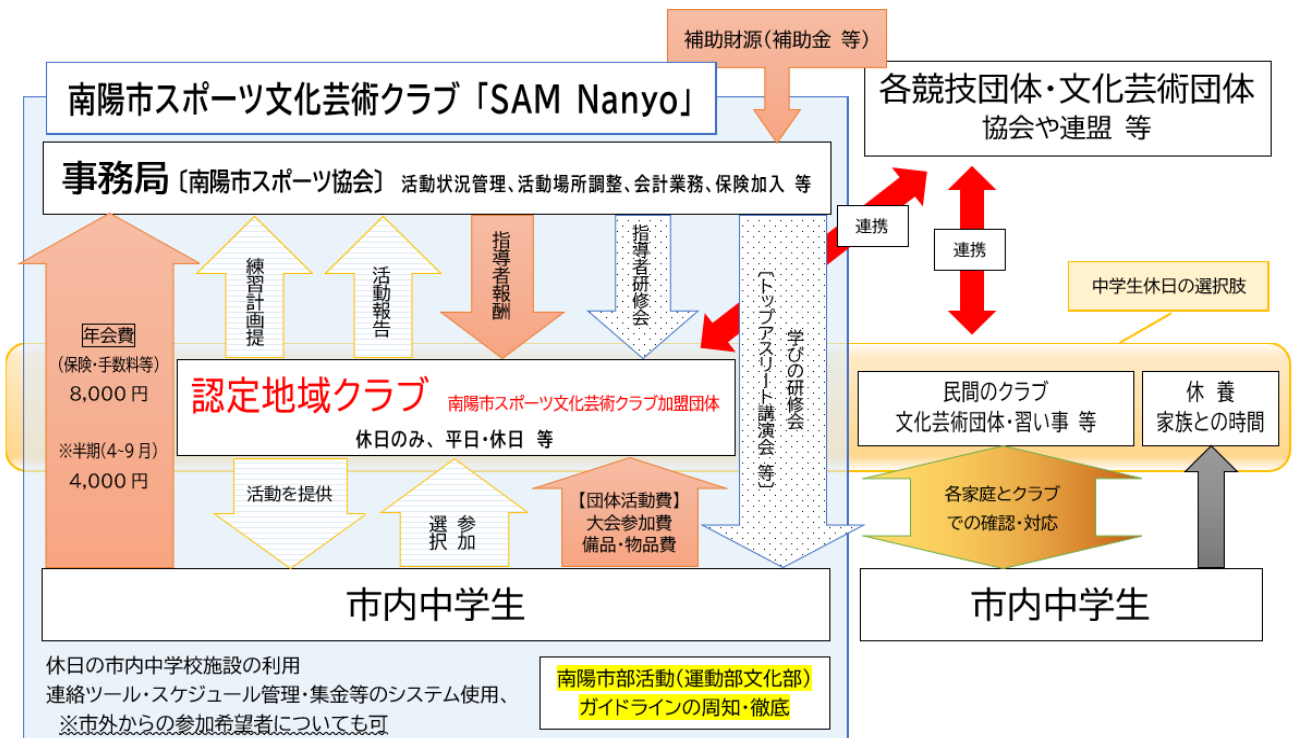 補助財源(補助金 等)
南陽市スポーツ文化芸術クラブ「SAM Nanyo」
各競技団体・文化芸術団体
協会や連盟 等
事務局〔南陽市スポーツ協会〕 活動状況管理、活動場所調整、会計業務、保険加入 等
年会費
(保険・手数料等)
8,000 円
※半期(4~9 月)
4,000 円
練習計画提
活動報告
指導者報酬
指導者研修会
学びの研修会
〔トップアスリート講演会 等〕
連携
連携
中学生休日の選択肢
認定地域クラブ 南陽市スポーツ文化芸術クラブ加盟団体
休日のみ、平日・休日 等
民間のクラブ
文化芸術団体・習い事 等
休 養
家族との時間
活動を提供
参加
選択
【団体活動費】
大会参加費
備品・物品費
各家庭とクラブ
での確認・対応
市内中学生
市内中学生
休日の市内中学校施設の利用
連絡ツール・スケジュール管理・集金等のシステム使用、
※市外からの参加希望者についても可
南陽市部活動(運動部文化部)
ガイドラインの周知・徹底